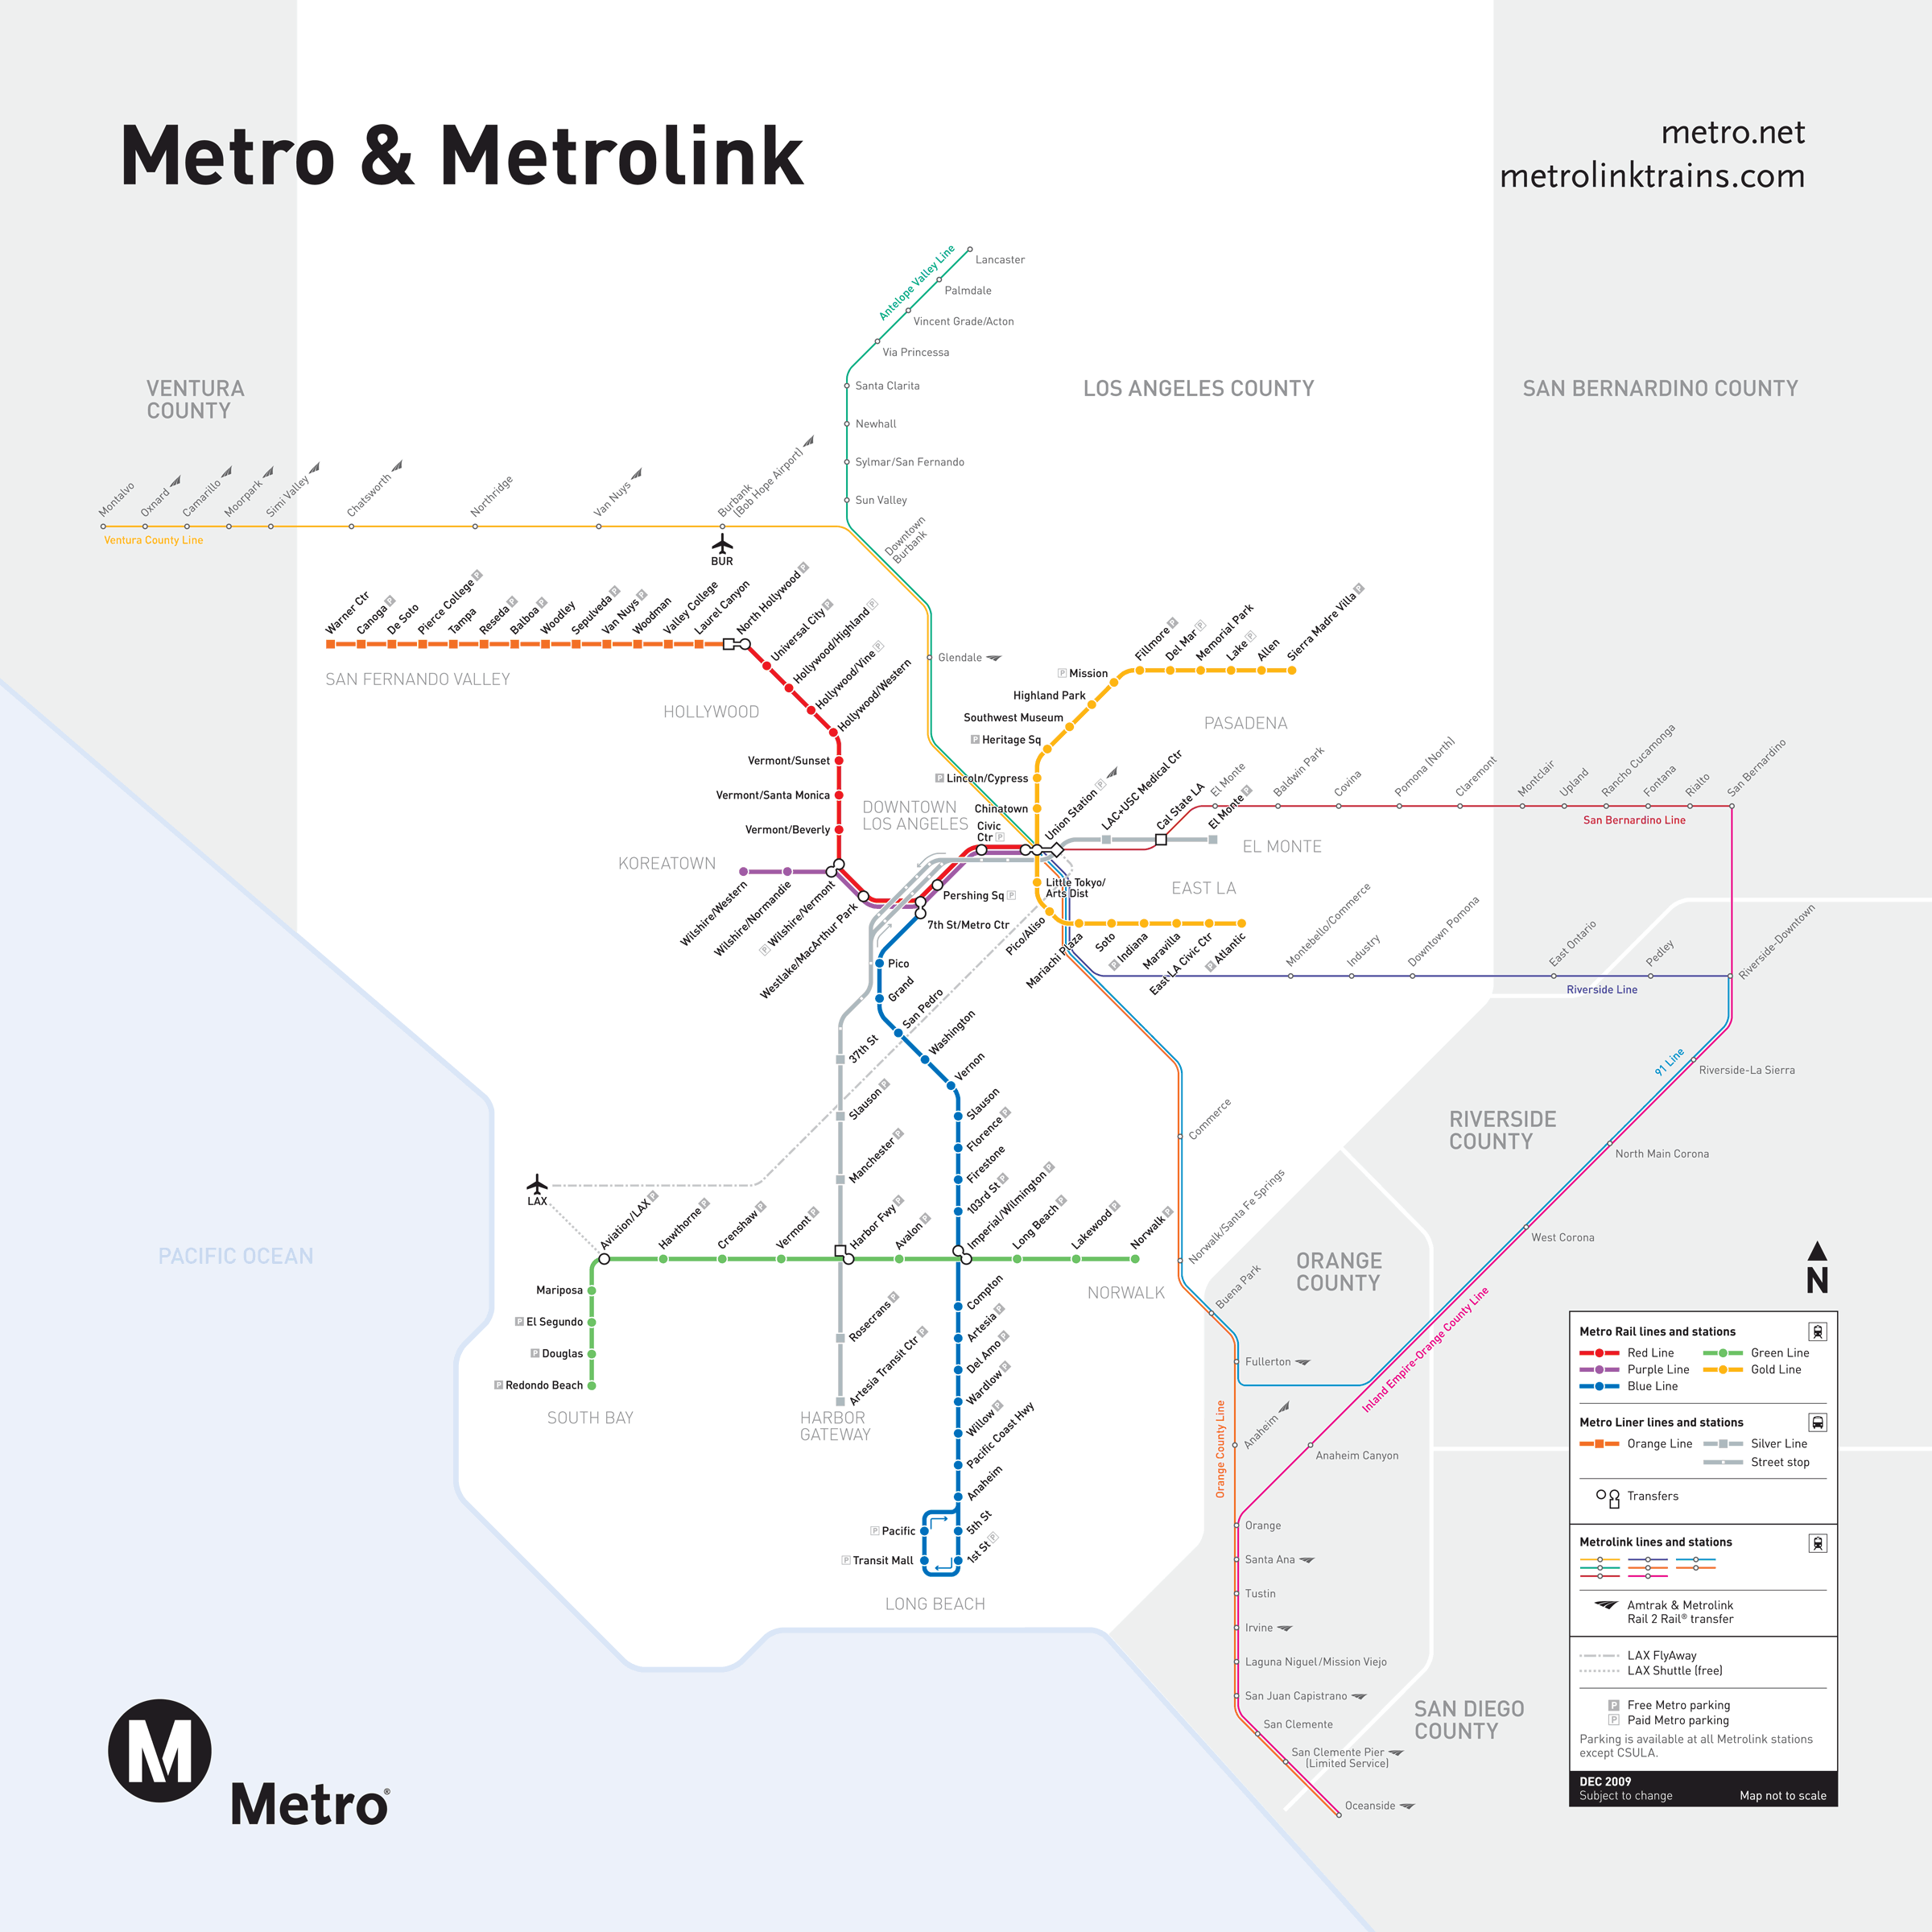 Metro & Metrolink
metro.net
metrolinktrains.com
Antelope Valley Line
Lancaster
Palmdale
Vincent Grade/Acton
Via Princessa
Santa Clarita
Newhall
Sylmar/San Fernando
Sun Valley
VENTURA
COUNTY
LOS ANGELES COUNTY
SAN BERNARDINO COUNTY
Montalvo
Oxnard
Camarillo
Moorpark
Simi Valley
Chatsworth
Northridge
Van Nuys
Burbank
(Bob Hope Airport)
Ventura County Line
BUR
Downtown
Burbank
Glendale
Warner Ctr
Canoga P
De Soto
Pierce College P
Tampa
Reseda P
Balboa P
Woodley
Sepulveda P
Van Nuys P
Woodman
Valley College
Laurel Canyon
North Hollywood P
Universal City P
Hollywood/Highland P
Hollywood/Vine P
Hollywood/Western
SAN FERNANDO VALLEY
HOLLYWOOD
Vermont/Sunset
Vermont/Santa Monica
Vermont/Beverly
KOREATOWN
DOWNTOWN
LOS ANGELES
Fillmore P
Del Mar P
Memorial Park
Lake P
Allen
Sierra Madre Villa P
P Mission
Highland Park
Southwest Museum
P Heritage Sq
P Lincoln/Cypress
Chinatown
PASADENA
Civic
Ctr P
Union Station P
LAC+USC Medical Ctr
Cal State LA
El Monte
El Monte P
Baldwin Park
Covina
Pomona (North)
Claremont
Montclair
Upland
Rancho Cucamonga
Fontana
Rialto
San Bernardino
San Bernardino Line
EL MONTE
EAST LA
Wilshire/Western
Wilshire/Normandie
P Wilshire/Vermont
Westlake/MacArthur Park
Pershing Sq P
7th St/Metro Ctr
Little Tokyo/
Arts Dist
Pico/Aliso
Mariachi Plaza
Soto
P Indiana
Maravilla
East LA Civic Ctr
P Atlantic
Montebello/Commerce
Industry
Downtown Pomona
East Ontario
Pedley
Riverside-Downtown
Riverside Line
Pico
Grand
San Pedro
Washington
Vernon
Slauson
Florence P
Firestone
103rd St P
Imperial/Wilmington P
37th St
Slauson P
Manchester P
Harbor Fwy P
Rosecrans P
Artesia Transit Ctr P
HARBOR
GATEWAY
LAX
Aviation/LAX P
Hawthorne P
Crenshaw P
Vermont P
Avalon P
Long Beach P
Lakewood P
Norwalk P
NORWALK
Mariposa
P El Segundo
P Douglas
P Redondo Beach
SOUTH BAY
PACIFIC OCEAN
Compton
Artesia P
Del Amo P
Wardlow P
Willow P
Pacific Coast Hwy
Anaheim
5th St
1st St P
P Pacific
P Transit Mall
LONG BEACH
91 Line
Riverside-La Sierra
North Main Corona
West Corona
RIVERSIDE
COUNTY
Commerce
Norwalk/Santa Fe Springs
Buena Park
ORANGE
COUNTY
Fullerton
Inland Empire-Orange County Line
Orange County Line
Anaheim
Anaheim Canyon
Orange
Santa Ana
Tustin
Irvine
Laguna Niguel/Mission Viejo
San Juan Capistrano
San Clemente
San Clemente Pier
(Limited Service)
Oceanside
SAN DIEGO
COUNTY
N
Metro Rail lines and stations
Red Line
Green Line
Purple Line
Gold Line
Blue Line
Metro Liner lines and stations
Orange Line
Silver Line
Street stop
Transfers
Metrolink lines and stations
Amtrak & Metrolink
Rail 2 Rail® transfer
LAX FlyAway
LAX Shuttle (free)
P Free Metro parking
P Paid Metro parking
Parking is available at all Metrolink stations
except CSULA.
DEC 2009
Subject to change
Map not to scale
M
Metro®